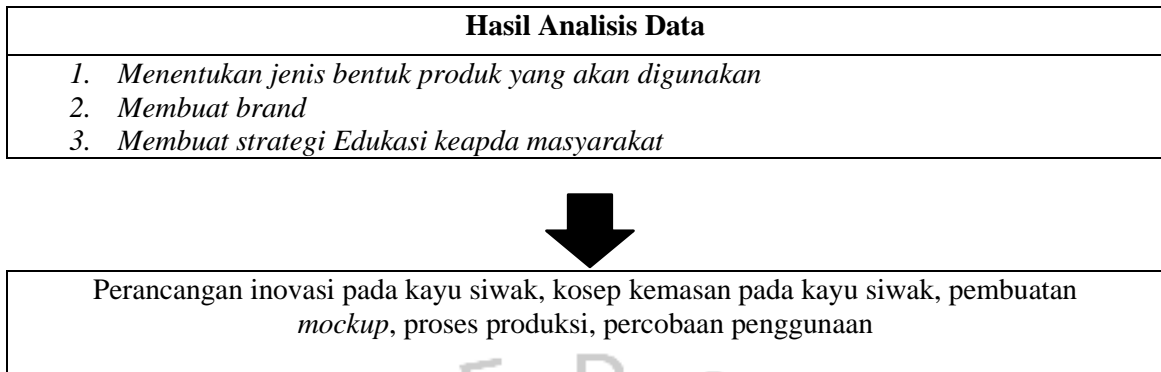 Hasil Analisis Data
1. Menentukan jenis bentuk produk yang akan digunakan
2. Membuat brand
3. Membuat strategi Edukasi keapda masyarakat
Perancangan inovasi pada kayu siwak, kosep kemasan pada kayu siwak, pembuatan
mockup, proses produksi, percobaan penggunaan